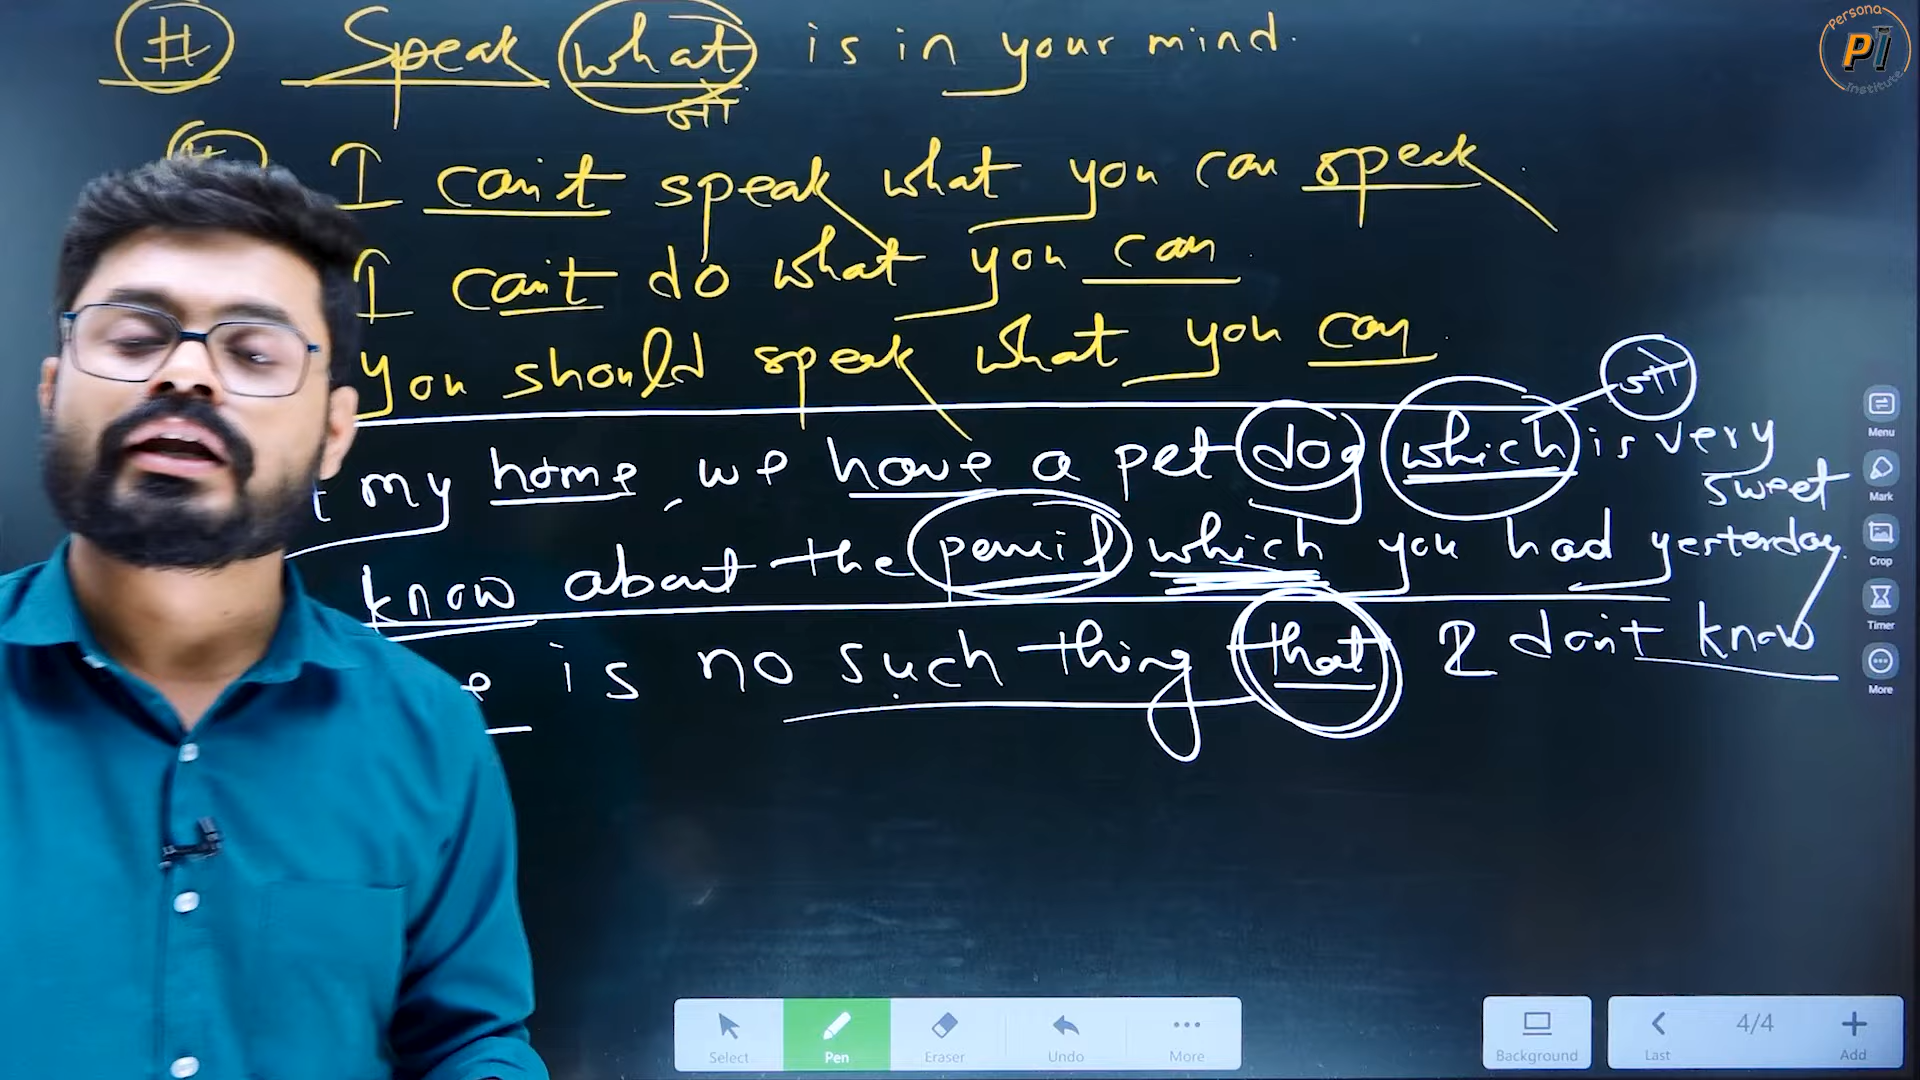 # Speak what is in your mind.
जो
I can't speak what you can speak.
I can't do what you can.
You should speak what you can.
जो
my home, we have a pet dog which is very
sweet
know about the pencil which you had yesterday.
is no such thing that I don't know
Persona
PI
Institute
Menu
Mark
Crop
Timer
More
Select Pen Eraser Undo More
Background
Last 4/4 Add